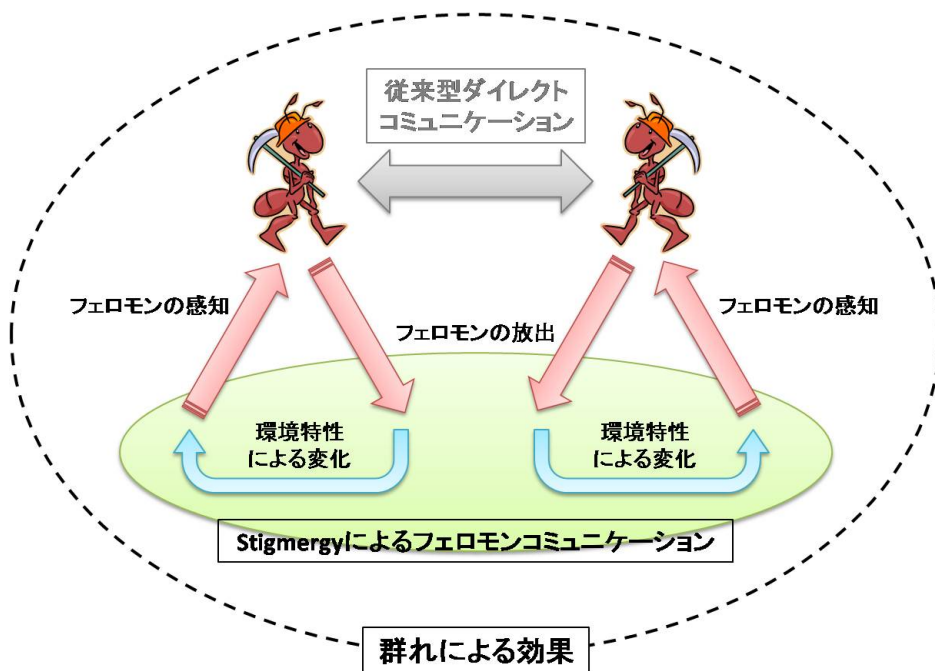 従来型ダイレクト
コミュニケーション
フェロモンの感知
フェロモンの放出
フェロモンの感知
環境特性
による変化
環境特性
による変化
Stigmergyによるフェロモンコミュニケーション
群れによる効果